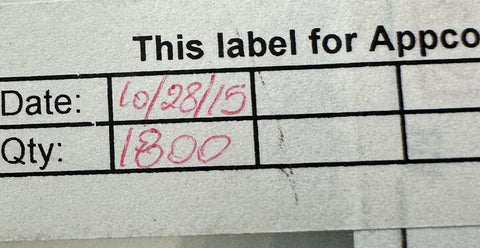 This label for Appco
Date: 10/28/15
Qty: 1800